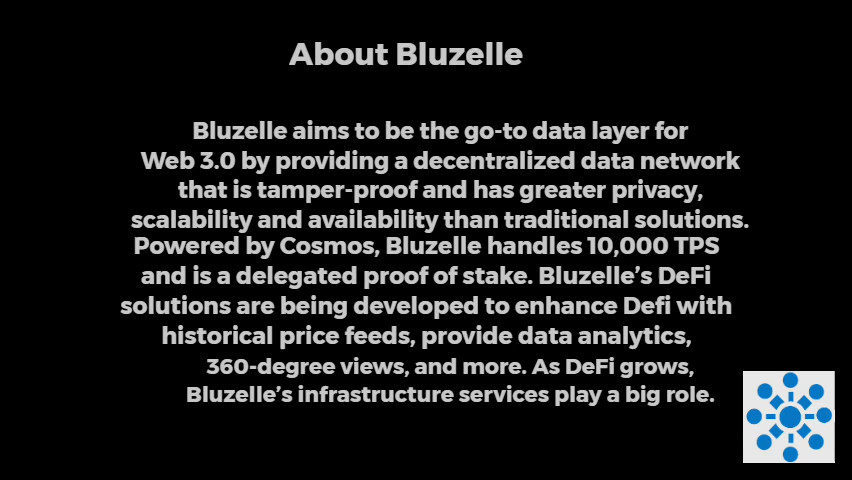 About Bluzelle
Bluzelle aims to be the go-to data layer for
Web 3.0 by providing a decentralized data network
that is tamper-proof and has greater privacy,
scalability and availability than traditional solutions.
Powered by Cosmos, Bluzelle handles 10,000 TPS
and is a delegated proof of stake. Bluzelle’s DeFi
solutions are being developed to enhance Defi with
historical price feeds, provide data analytics,
360-degree views, and more. As DeFi grows,
Bluzelle’s infrastructure services play a big role.